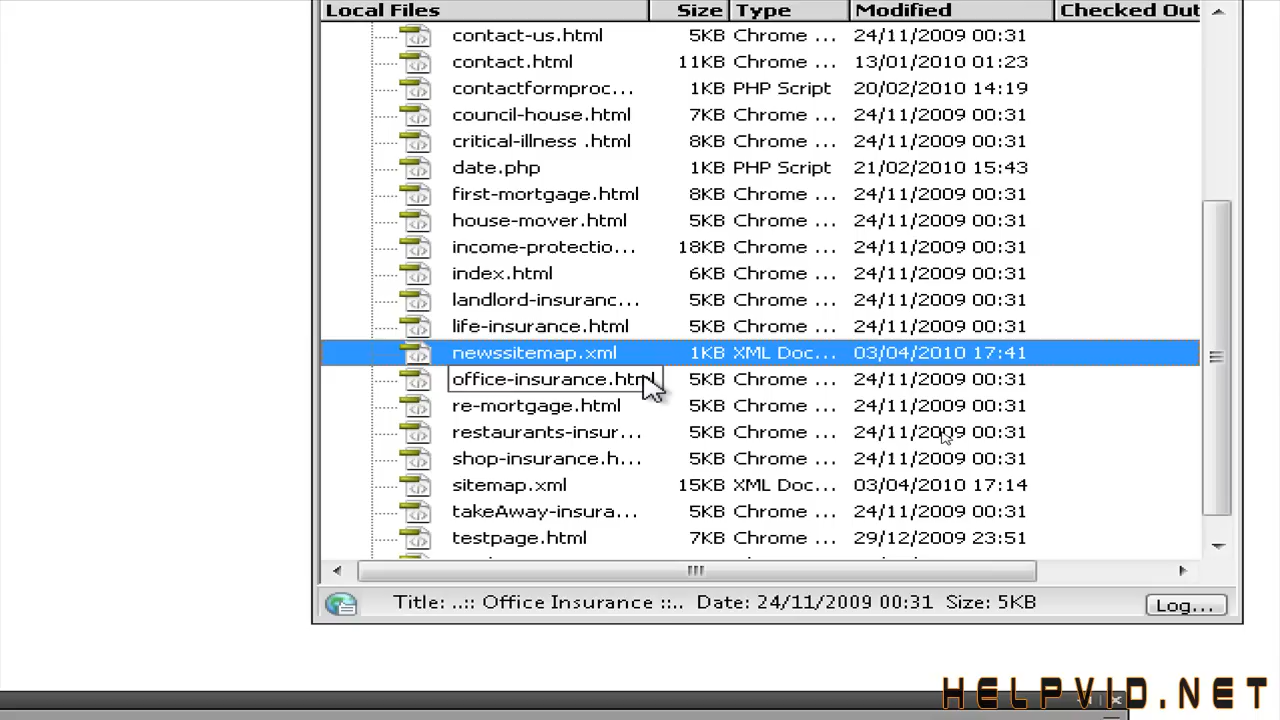 Local Files Size Type Modified Checked Out
contact-us.html 5KB Chrome ... 24/11/2009 00:31
contact.html 11KB Chrome ... 13/01/2010 01:23
contactformproc... 1KB PHP Script 20/02/2010 14:19
council-house.html 7KB Chrome ... 24/11/2009 00:31
critical-illness .html 8KB Chrome ... 24/11/2009 00:31
date.php 1KB PHP Script 21/02/2010 15:43
first-mortgage.html 8KB Chrome ... 24/11/2009 00:31
house-mover.html 5KB Chrome ... 24/11/2009 00:31
income-protectio... 18KB Chrome ... 24/11/2009 00:31
index.html 6KB Chrome ... 24/11/2009 00:31
landlord-insuranc... 5KB Chrome ... 24/11/2009 00:31
life-insurance.html 5KB Chrome ... 24/11/2009 00:31
newssitemap.xml 1KB XML Doc... 03/04/2010 17:41
office-insurance.html 5KB Chrome ... 24/11/2009 00:31
re-mortgage.html 5KB Chrome ... 24/11/2009 00:31
restaurants-insur... 5KB Chrome ... 24/11/2009 00:31
shop-insurance.h... 5KB Chrome ... 24/11/2009 00:31
sitemap.xml 15KB XML Doc... 03/04/2010 17:14
takeAway-insura... 5KB Chrome ... 24/11/2009 00:31
testpage.html 7KB Chrome ... 29/12/2009 23:51
Title: ..:: Office Insurance ::.. Date: 24/11/2009 00:31 Size: 5KB Log...
HELPVID.NET